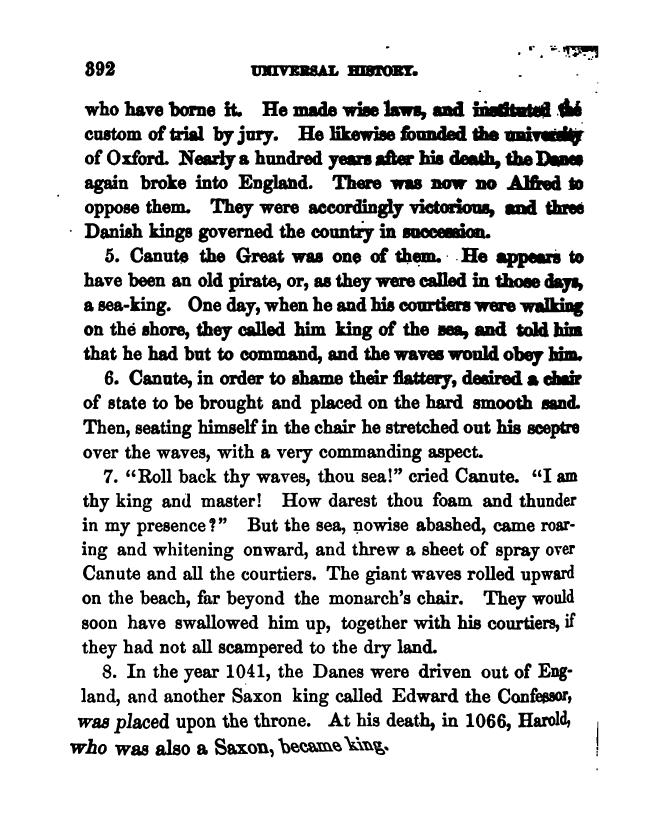 392
UNIVERSAL HISTORY.
who have borne it. He made wise laws, and instituted the
custom of trial by jury. He likewise founded the university
of Oxford. Nearly a hundred years after his death, the Danes
again broke into England. There was now no Alfred to
oppose them. They were accordingly victorious, and three
Danish kings governed the country in succession.
5. Canute the Great was one of them. He appears to
have been an old pirate, or, as they were called in those days,
a sea-king. One day, when he and his courtiers were walking
on the shore, they called him king of the sea, and told him
that he had but to command, and the waves would obey him.
6. Canute, in order to shame their flattery, desired a chair
of state to be brought and placed on the hard smooth sand.
Then, seating himself in the chair he stretched out his sceptre
over the waves, with a very commanding aspect.
7. “Roll back thy waves, thou sea!” cried Canute. “I am
thy king and master! How darest thou foam and thunder
in my presence?” But the sea, nowise abashed, came roar-
ing and whitening onward, and threw a sheet of spray over
Canute and all the courtiers. The giant waves rolled upward
on the beach, far beyond the monarch’s chair. They would
soon have swallowed him up, together with his courtiers, if
they had not all scampered to the dry land.
8. In the year 1041, the Danes were driven out of Eng-
land, and another Saxon king called Edward the Confessor,
was placed upon the throne. At his death, in 1066, Harold,
who was also a Saxon, became king.